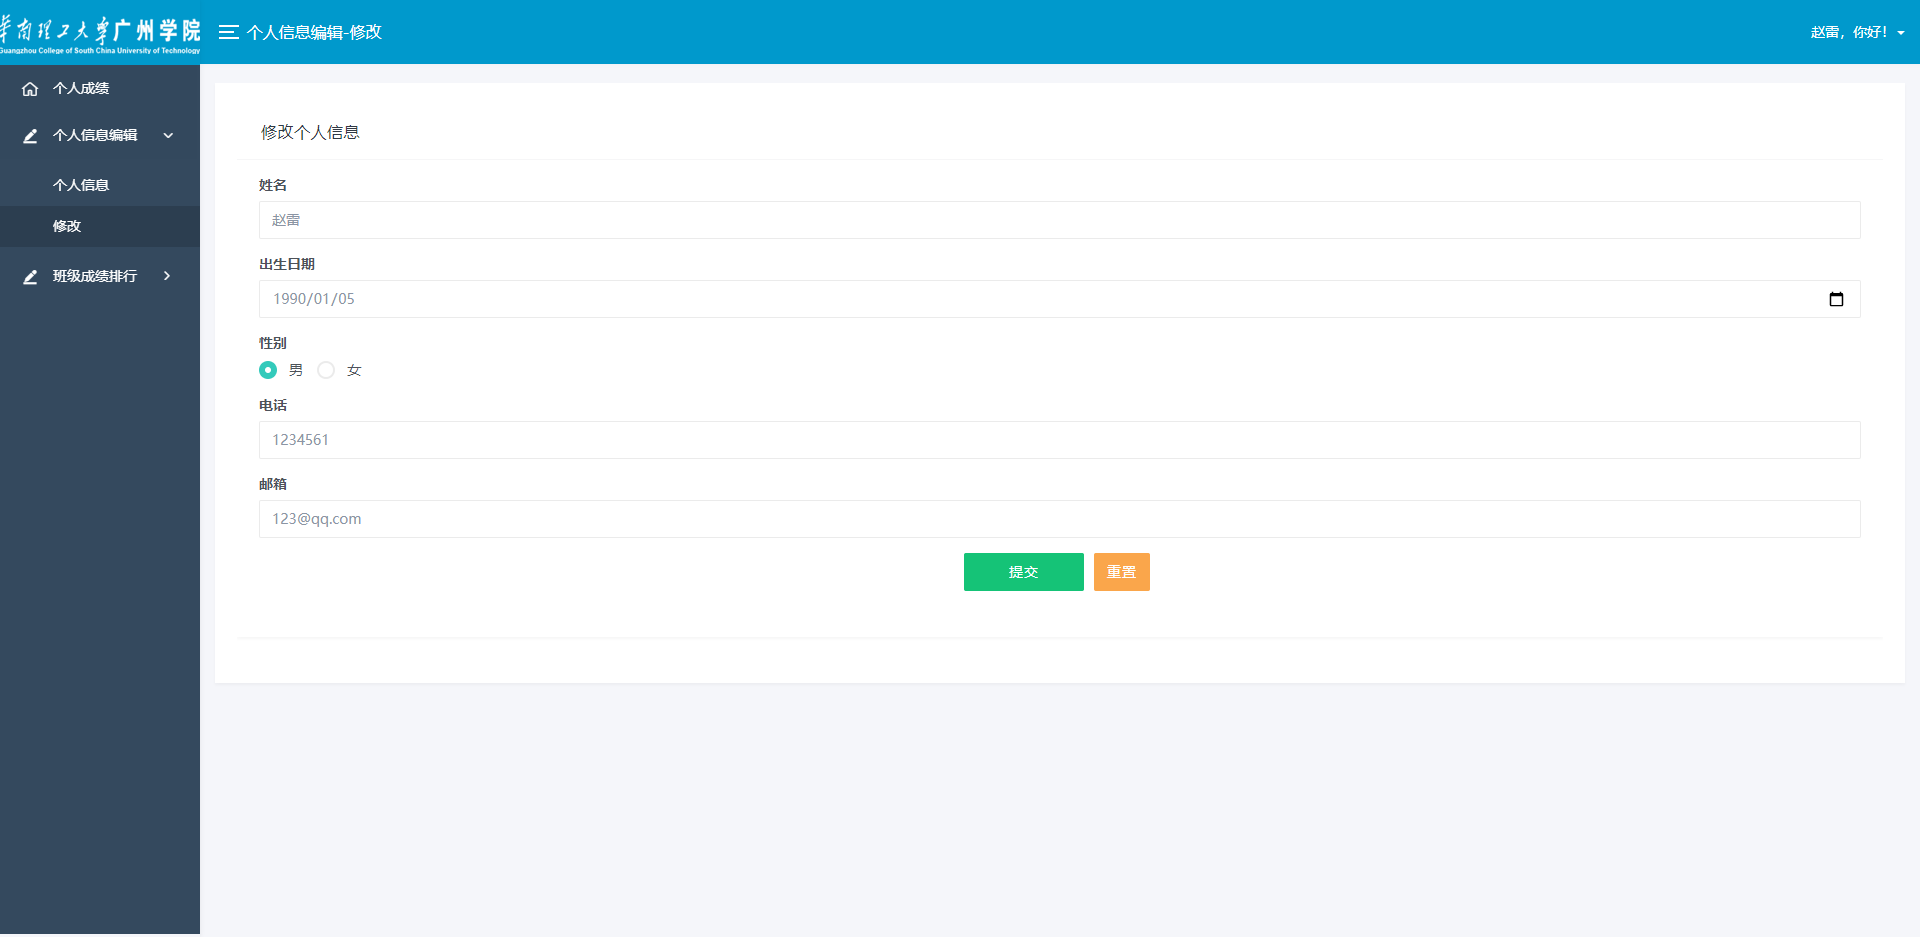 华南理工大学广州学院
Guangzhou College of South China University of Technology
个人信息编辑-修改
赵雷，你好！
个人成绩
个人信息编辑
个人信息
修改
班级成绩排行
修改个人信息
姓名
赵雷
出生日期
1990/01/05
性别
男 女
电话
1234561
邮箱
123@qq.com
提交 重置